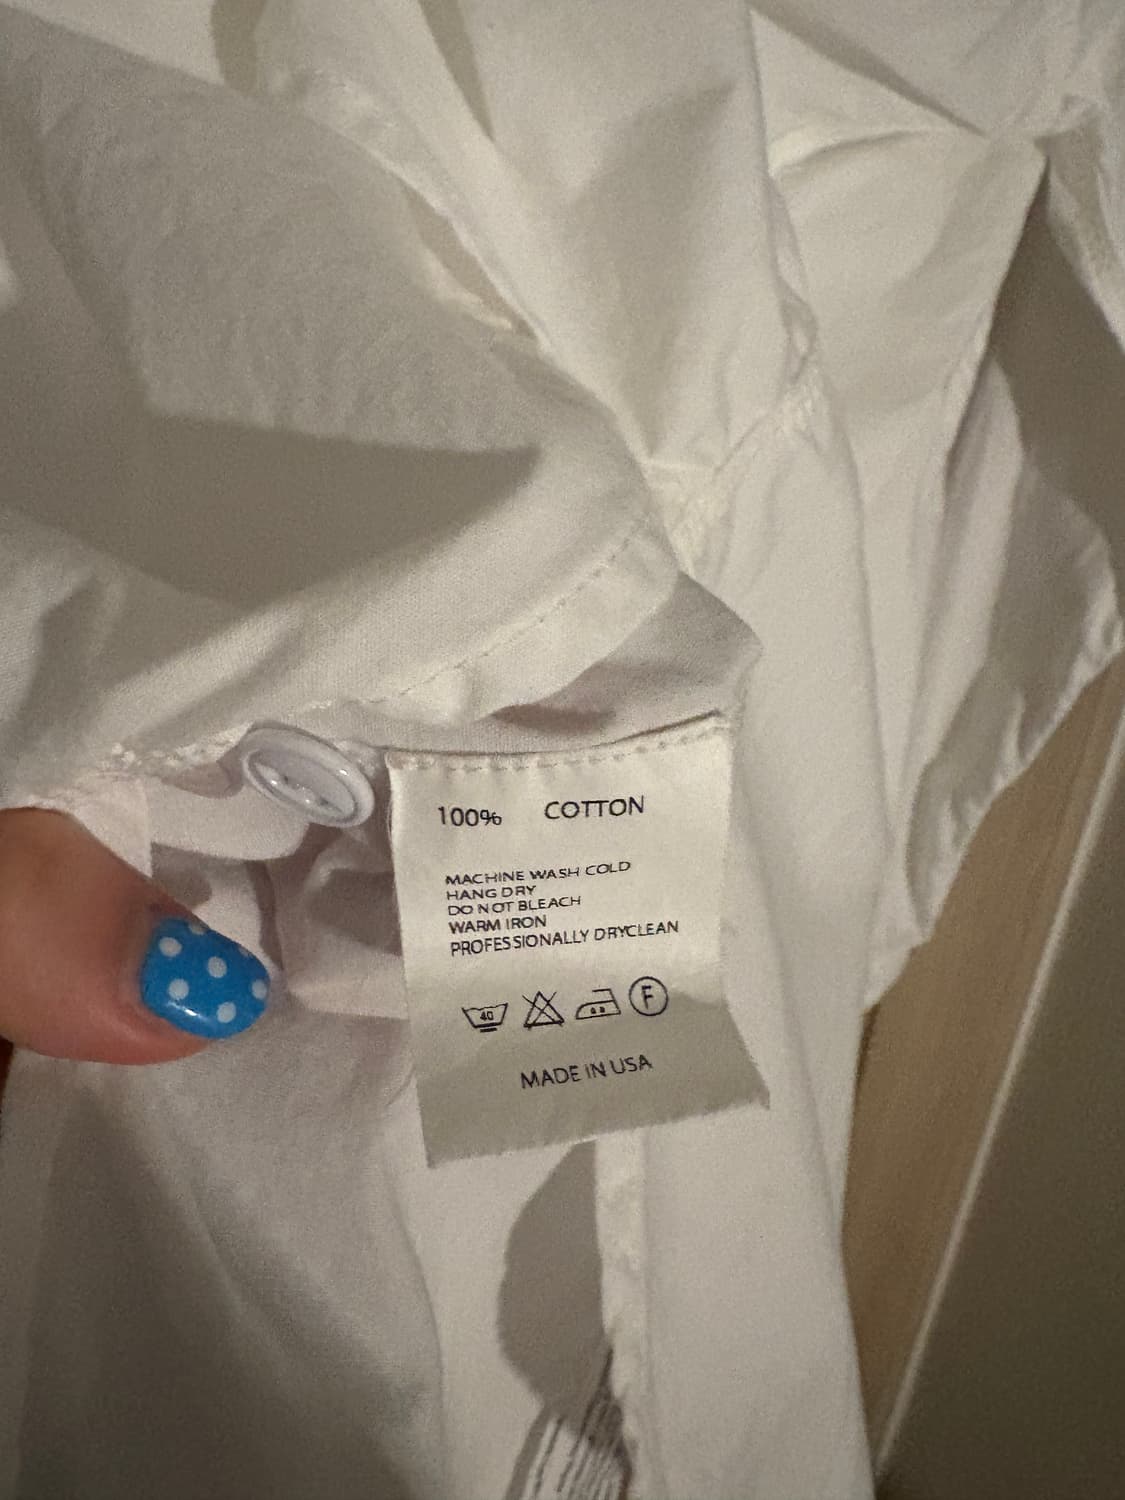 100% COTTON
MACHINE WASH COLD
HANG DRY
DO NOT BLEACH
WARM IRON
PROFESSIONALLY DRYCLEAN
40 F
MADE IN USA